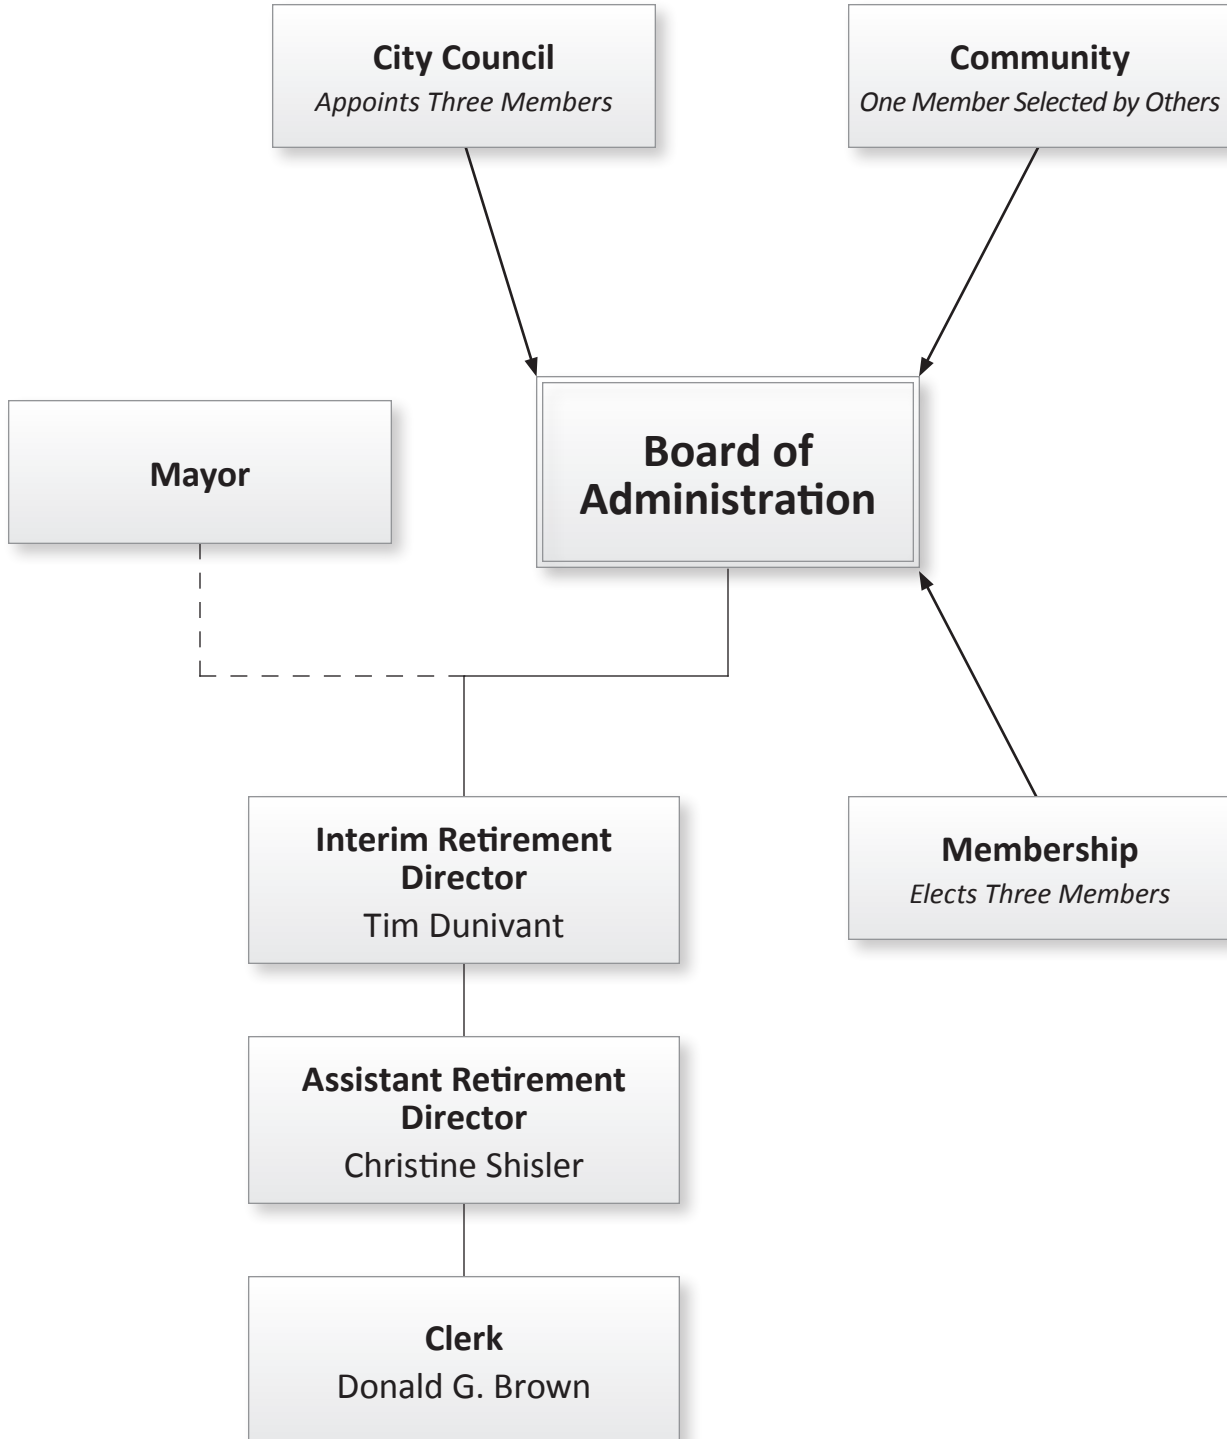 City Council
Appoints Three Members
Community
One Member Selected by Others
Mayor
Board of
Administration
Interim Retirement
Director
Tim Dunivant
Membership
Elects Three Members
Assistant Retirement
Director
Christine Shisler
Clerk
Donald G. Brown